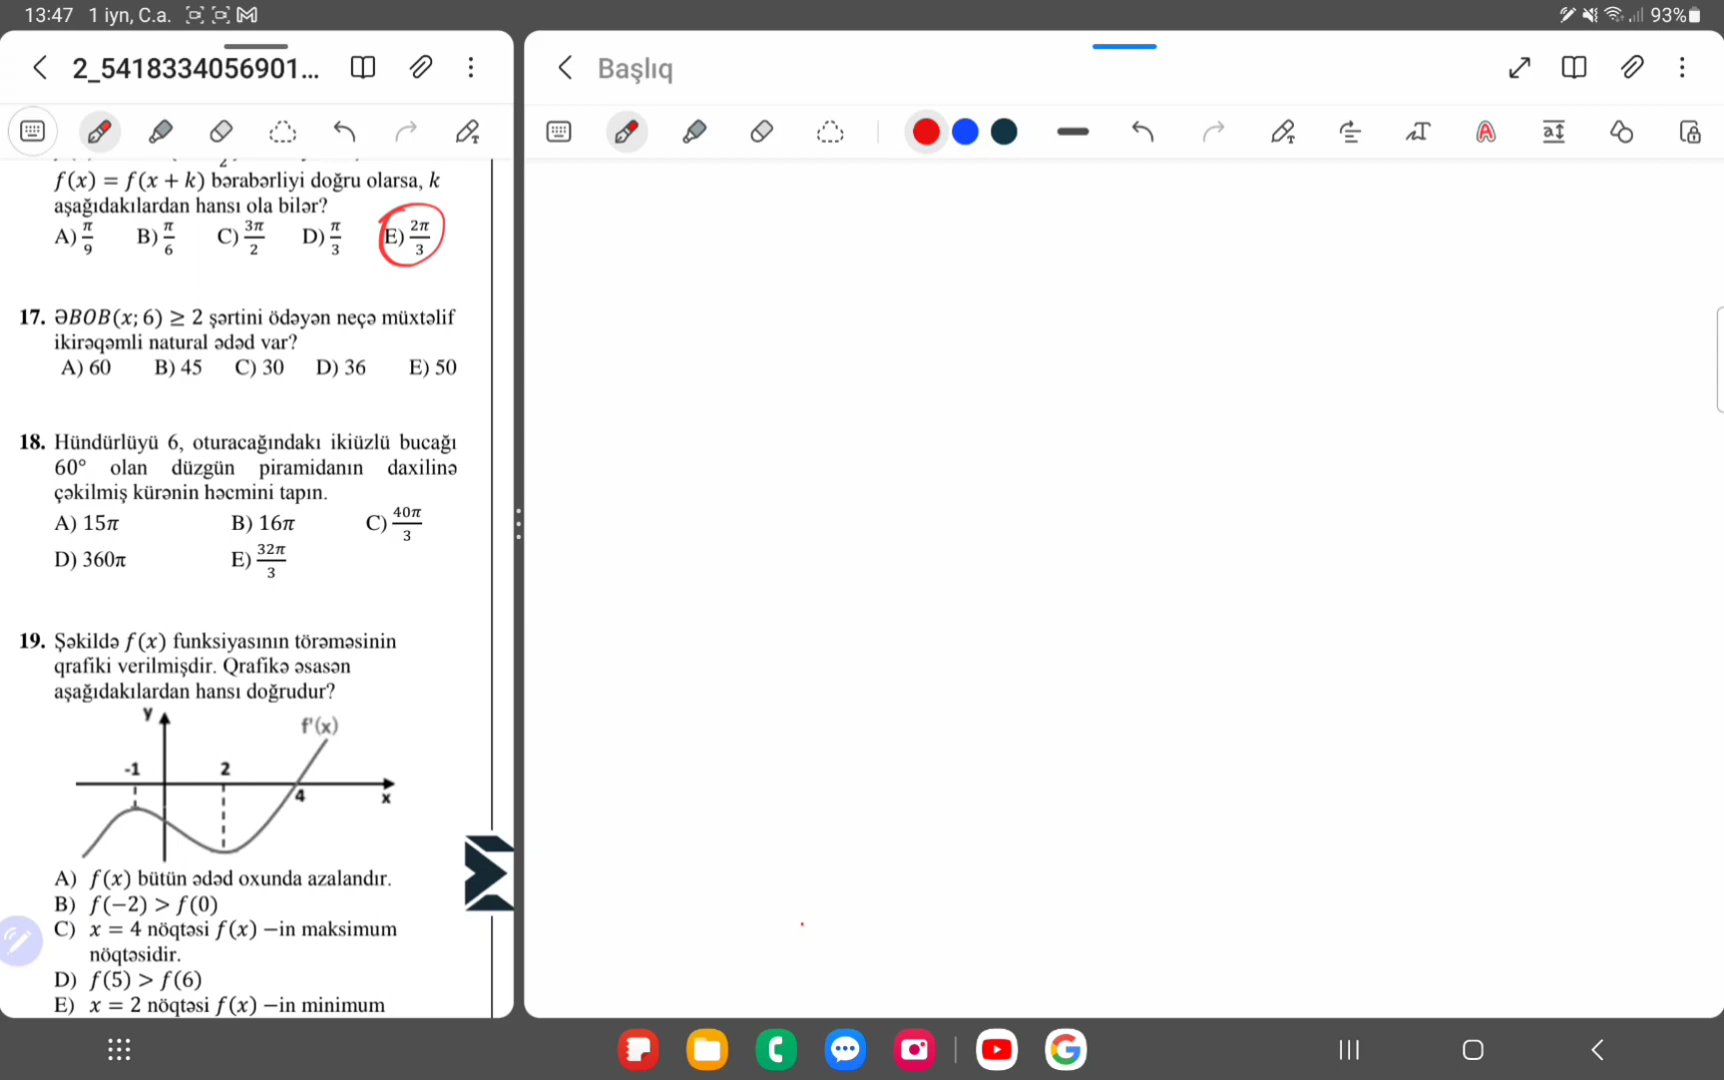 13:47 1 iyn, C.a.
93%
2_5418334056901...
Başlıq
f(x) = f(x + k) bərabərliyi doğru olarsa, k
aşağıdakılardan hansı ola bilər?
A) π/9 B) π/6 C) 3π/2 D) π/3 E) 2π/3
17. ƏBOB(x; 6) ≥ 2 şərtini ödəyən neçə müxtəlif
ikirəqəmli natural ədəd var?
A) 60 B) 45 C) 30 D) 36 E) 50
18. Hündürlüyü 6, oturacağındakı ikiüzlü bucağı
60° olan düzgün piramidanın daxilinə
çəkilmiş kürənin həcmini tapın.
A) 15π B) 16π C) 40π/3
D) 360π E) 32π/3
19. Şəkildə f(x) funksiyasının törəməsinin
qrafiki verilmişdir. Qrafikə əsasən
aşağıdakılardan hansı doğrudur?
y
f'(x)
-1 2
4 x
A) f(x) bütün ədəd oxunda azalandır.
B) f(−2) > f(0)
C) x = 4 nöqtəsi f(x) −in maksimum
nöqtəsidir.
D) f(5) > f(6)
E) x = 2 nöqtəsi f(x) −in minimum